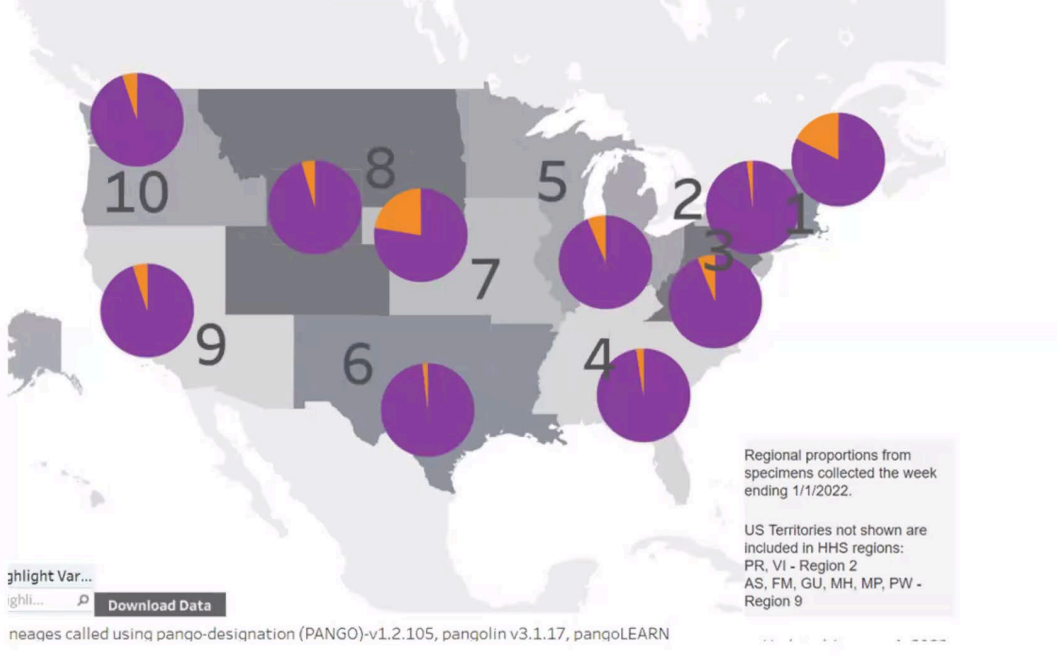 10
8
5
2
1
3
7
9
6
4
Regional proportions from
specimens collected the week
ending 1/1/2022.
US Territories not shown are
included in HHS regions:
PR, VI - Region 2
AS, FM, GU, MH, MP, PW -
Region 9
ghlight Var...
ighli...
Download Data
neages called using pango-designation (PANGO)-v1.2.105, pangolin v3.1.17, pangoLEARN